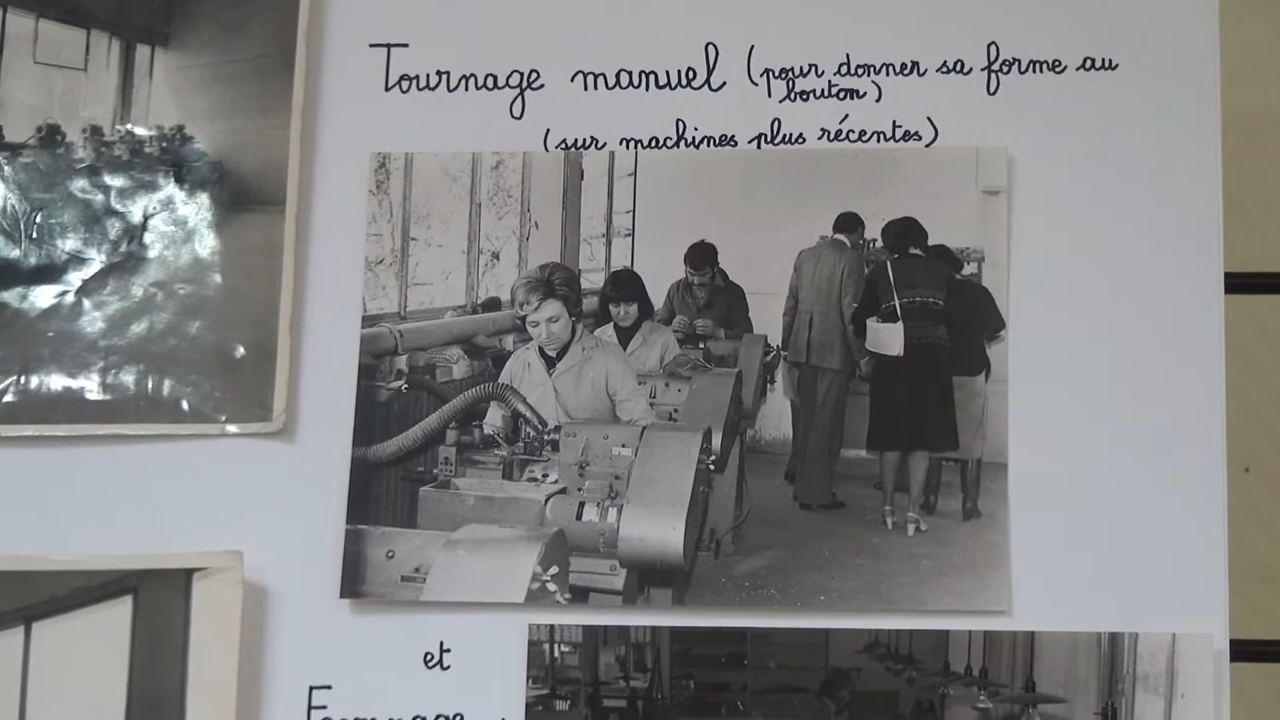 Tournage manuel (pour donner sa forme au
bouton)
(sur machines plus récentes)
et